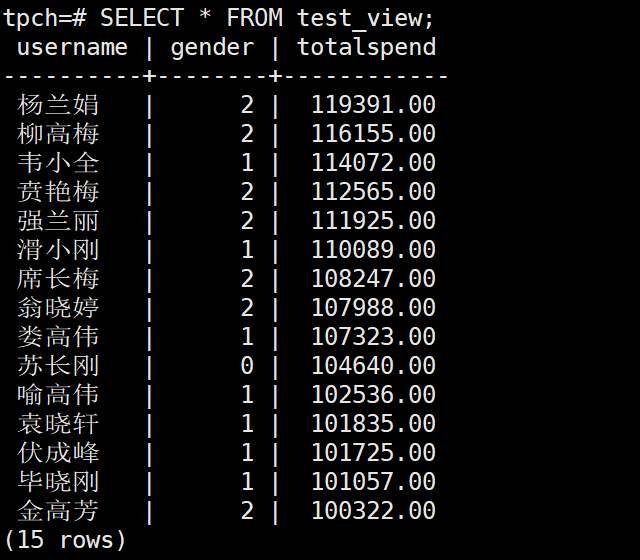 tpch=# SELECT * FROM test_view;
 username | gender | totalspend
----------+--------+------------
 杨兰娟   |      2 |  119391.00
 柳高梅   |      2 |  116155.00
 韦小全   |      1 |  114072.00
 贲艳梅   |      2 |  112565.00
 强兰丽   |      2 |  111925.00
 滑小刚   |      1 |  110089.00
 席长梅   |      2 |  108247.00
 翁晓婷   |      2 |  107988.00
 娄高伟   |      1 |  107323.00
 苏长刚   |      0 |  104640.00
 喻高伟   |      1 |  102536.00
 袁晓轩   |      1 |  101835.00
 伏成峰   |      1 |  101725.00
 毕晓刚   |      1 |  101057.00
 金高芳   |      2 |  100322.00
(15 rows)